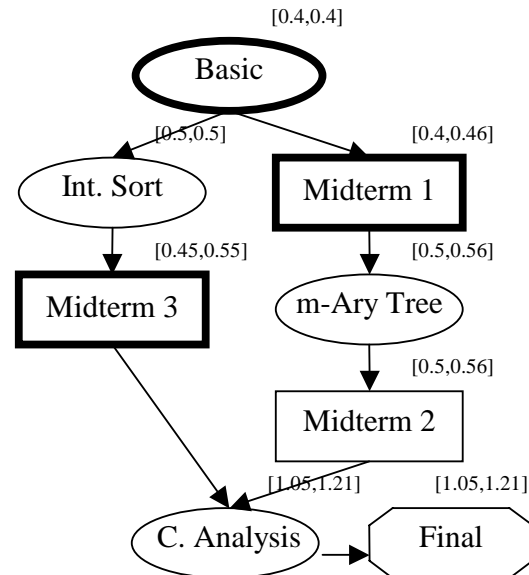 [0.4,0.4]
Basic
[0.5,0.5]
[0.4,0.46]
Int. Sort
Midterm 1
[0.45,0.55]
[0.5,0.56]
Midterm 3
m-Ary Tree
[0.5,0.56]
Midterm 2
[1.05,1.21]
[1.05,1.21]
C. Analysis
Final